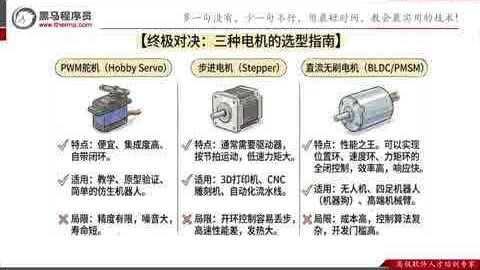 黑马程序员
www.itheima.com
多一句没有，少一句不行，用最短时间，教会最实用的技术！
【终极对决：三种电机的选型指南】
PWM舵机（Hobby Servo）
特点：便宜、集成度高、
自带闭环。
适用：教学、原型验证、
简单的仿生机器人。
局限：精度有限，噪音大，
寿命短。
步进电机（Stepper）
特点：通常需要驱动器，
按节拍运动，低速力矩大。
适用：3D打印机、CNC
雕刻机、自动化流水线。
局限：开环控制容易丢步，
高速性能差，发热大。
直流无刷电机（BLDC/PMSM）
特点：性能之王。可以实现
位置环、速度环、力矩环的
全闭控制，效率高，响应快。
适用：无人机、四足机器人
（机器狗）、高端机械臂。
局限：成本高，控制算法复
杂，开发门槛高。
高级软件人才培训专家